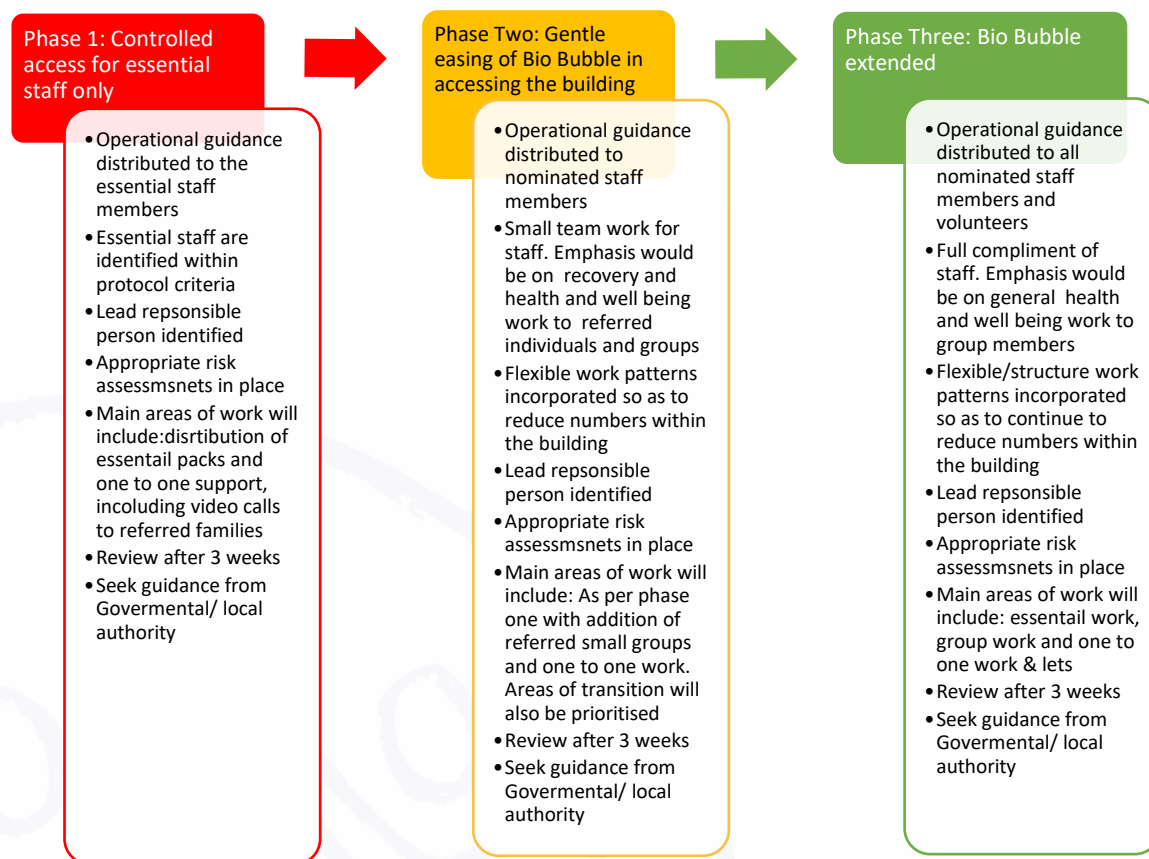 Phase 1: Controlled
access for essential
staff only
•Operational guidance
distributed to the
essential staff
members
•Essential staff are
identified within
protocol criteria
•Lead repsonsible
person identified
•Appropriate risk
assessmsnets in place
•Main areas of work will
include:disrtibution of
essentail packs and
one to one support,
incoluding video calls
to referred families
•Review after 3 weeks
•Seek guidance from
Govermental/ local
authority
Phase Two: Gentle
easing of Bio Bubble in
accessing the building
•Operational guidance
distributed to
nominated staff
members
•Small team work for
staff. Emphasis would
be on  recovery and
health and well being
work to  referred
individuals and groups
•Flexible work patterns
incorporated so as to
reduce numbers within
the building
•Lead repsonsible
person identified
•Appropriate risk
assessmsnets in place
•Main areas of work will
include: As per phase
one with addition of
referred small groups
and one to one work.
Areas of transition will
also be prioritised
•Review after 3 weeks
•Seek guidance from
Govermental/ local
authority
Phase Three: Bio Bubble
extended
•Operational guidance
distributed to all
nominated staff
members and
volunteers
•Full compliment of
staff. Emphasis would
be on general  health
and well being work to
group members
•Flexible/structure work
patterns incorporated
so as to continue to
reduce numbers within
the building
•Lead repsonsible
person identified
•Appropriate risk
assessmsnets in place
•Main areas of work will
include: essentail work,
group work and one to
one work & lets
•Review after 3 weeks
•Seek guidance from
Govermental/ local
authority